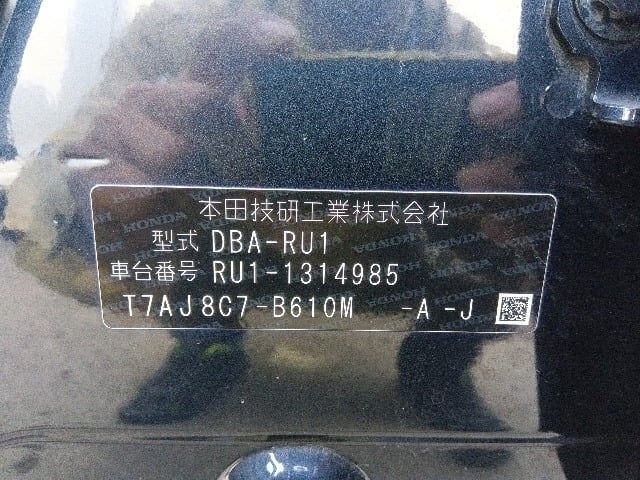 本田技研工業株式会社
型式 DBA-RU1
車台番号 RU1-1314985
T7AJ8C7-B610M -A -J